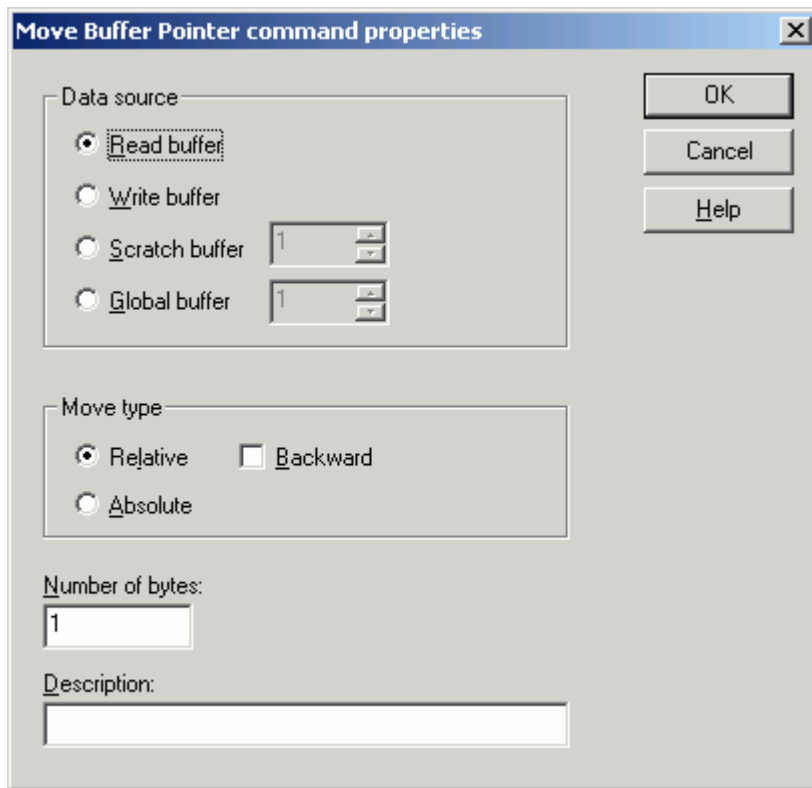 Move Buffer Pointer command properties
Data source
OK
Read buffer
Cancel
Write buffer
Help
Scratch buffer 1
Global buffer 1
Move type
Relative Backward
Absolute
Number of bytes:
1
Description: